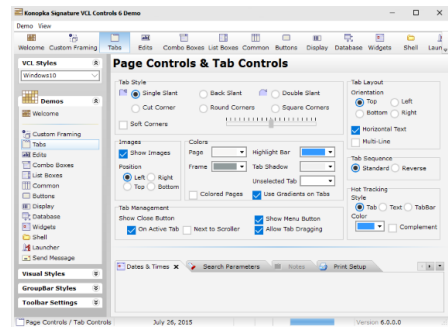 Konopka Signature VCL Controls 6 Demo
Demo View
Welcome Custom Framing Tabs Edits Combo Boxes List Boxes Common Buttons Display Database Widgets Shell
VCL Styles
Windows10
Demos
Welcome
Custom Framing
Tabs
Edits
Combo Boxes
List Boxes
Common
Buttons
Display
Database
Widgets
Shell
Launcher
Send Message
Visual Styles
GroupBar Styles
Toolbar Settings
Page Controls & Tab Controls
Tab Style
Single Slant Back Slant Double Slant
Cut Corner Round Corners Square Corners
Soft Corners
Tab Layout
Orientation
Top Left
Bottom Right
Horizontal Text
Multi-Line
Images
Show Images
Position
Left Right
Top Bottom
Colors
Page Highlight Bar
Frame Tab Shadow
Unselected Tab
Colored Pages Use Gradients on Tabs
Tab Sequence
Standard Reverse
Hot Tracking
Style
Tab Text TabBar
Color
Complement
Tab Management
Show Close Button
On Active Tab Next to Scroller
Show Menu Button
Allow Tab Dragging
Dates & Times Search Parameters Notes Print Setup
Page Controls / Tab Controls July 26, 2015 Version 6.0.0.0